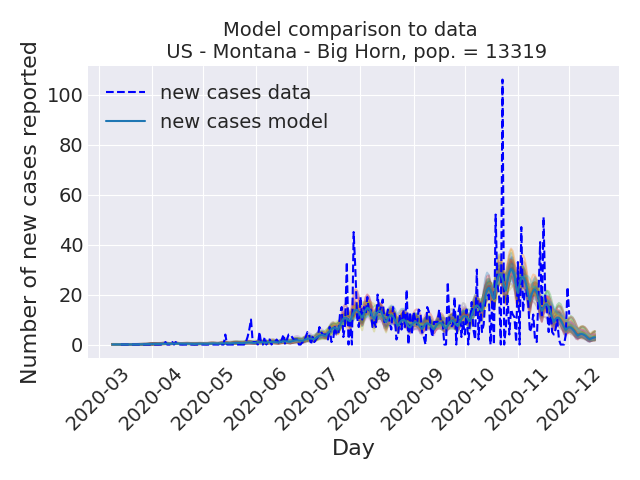 Model comparison to data
US - Montana - Big Horn, pop. = 13319
Number of new cases reported
100
80
60
40
20
0
new cases data
new cases model
2020-03
2020-04
2020-05
2020-06
2020-07
2020-08
2020-09
2020-10
2020-11
2020-12
Day